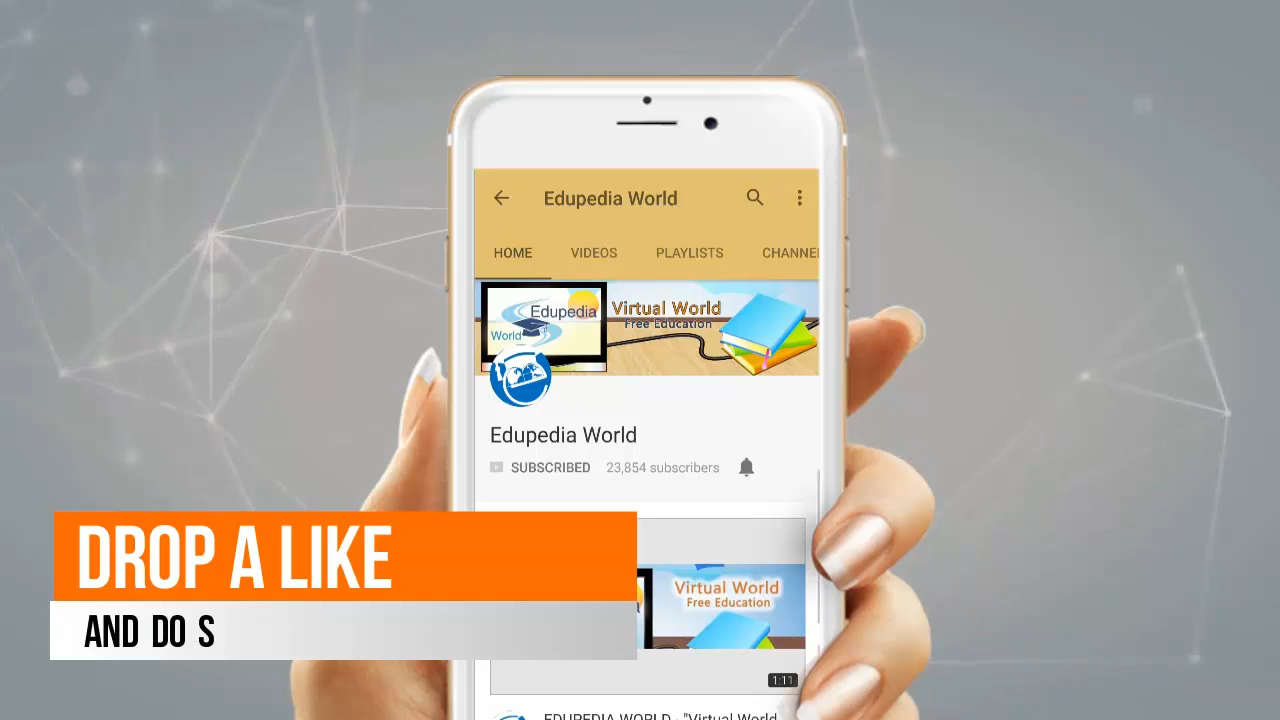 Edupedia World
HOME VIDEOS PLAYLISTS CHANNEL
Edupedia
World
Virtual World
Free Education
Edupedia World
SUBSCRIBED 23,854 subscribers
DROP A LIKE
AND DO S
Virtual World
Free Education
1:11
EDUPEDIA WORLD - "Virtual World